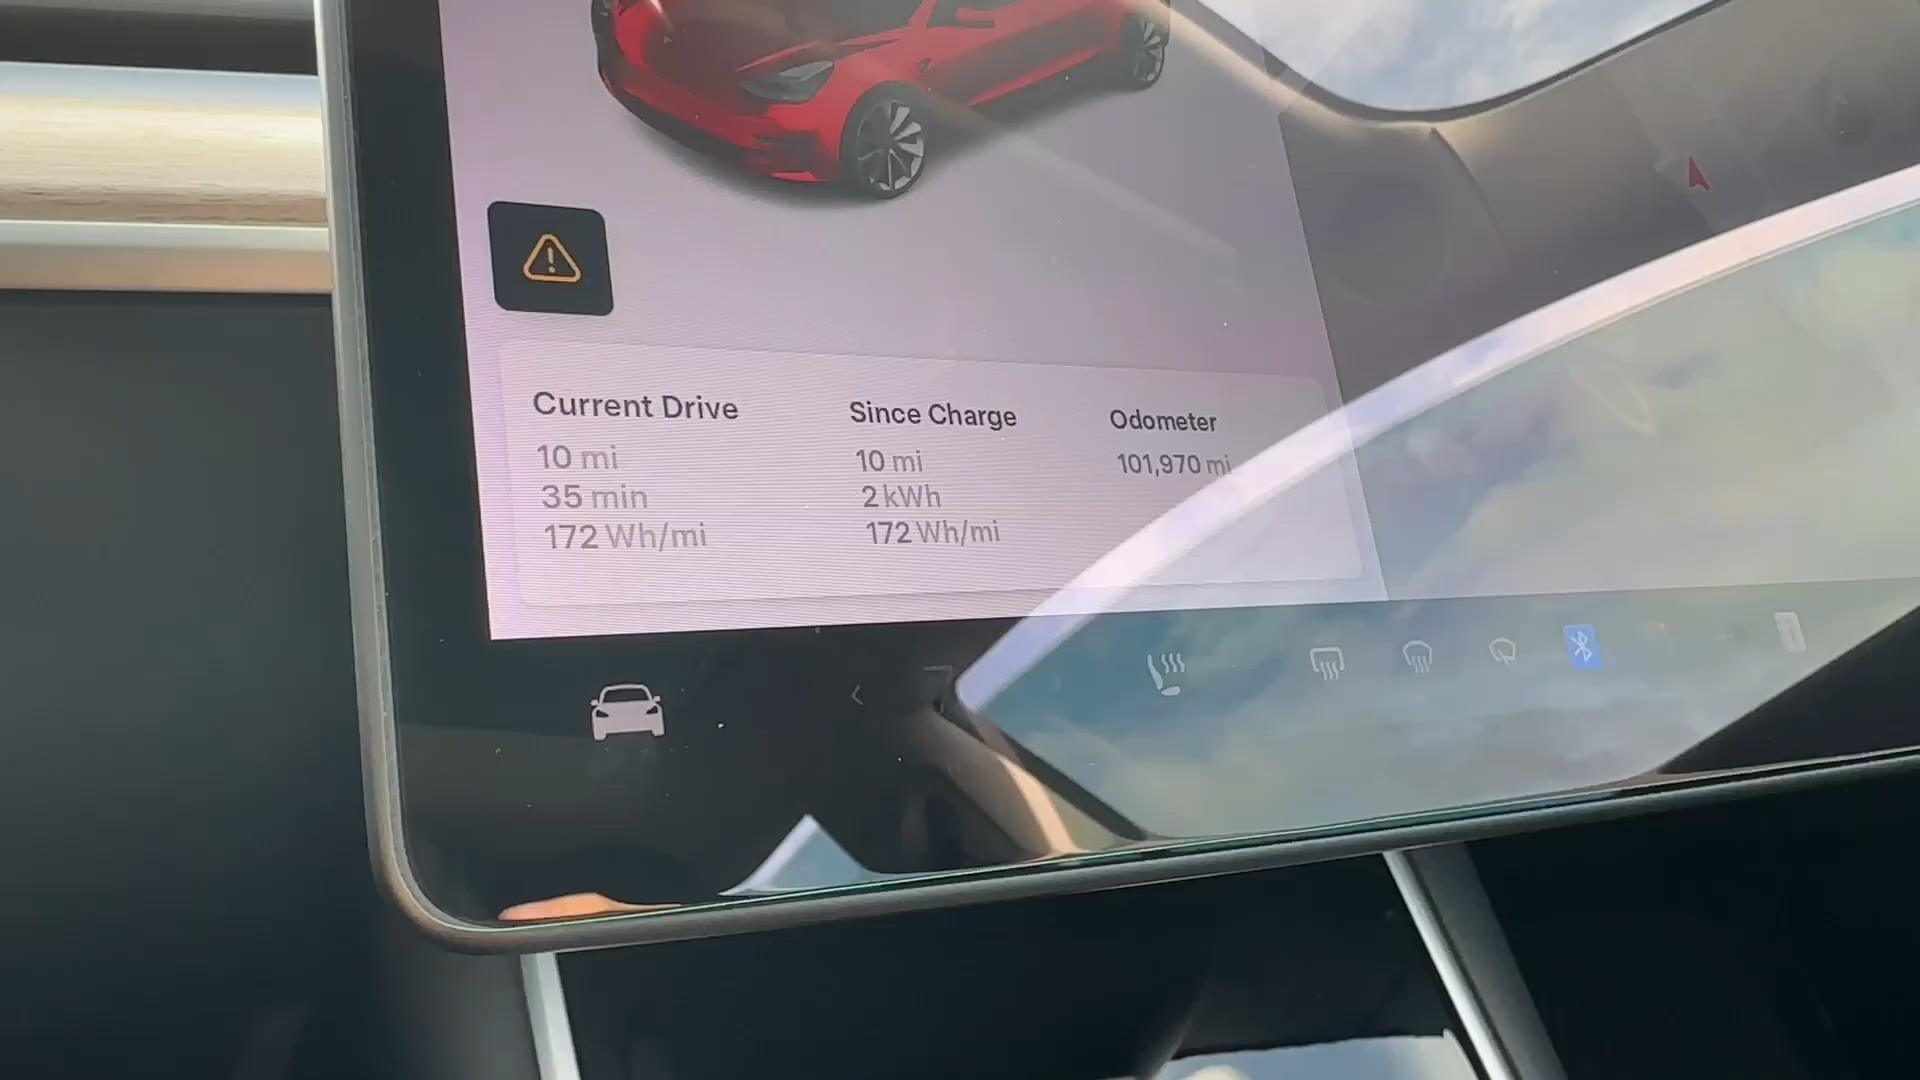 Current Drive
10 mi
35 min
172 Wh/mi
Since Charge
10 mi
2 kWh
172 Wh/mi
Odometer
101,970 mi